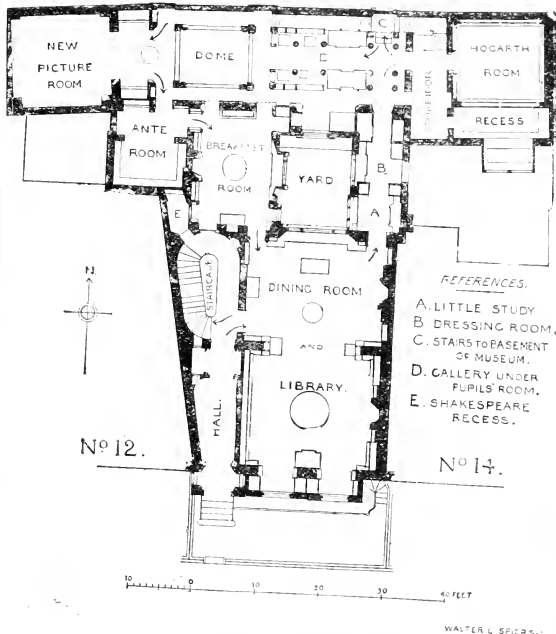 NEW
PICTURE
ROOM
DOME
C
HOGARTH
ROOM
RECESS
ANTE
ROOM
BREAKFAST
ROOM
YARD
B.
A
E
STAIRCASE
DINING ROOM
AND
LIBRARY.
HALL.
N.
REFERENCES.
A. LITTLE STUDY
B DRESSING ROOM.
C. STAIRS TO BASEMENT
OF MUSEUM.
D. GALLERY UNDER
PUPILS' ROOM.
E. SHAKESPEARE
RECESS.
Nº 12.
Nº 14.
10 0 10 20 30 40 FEET
WALTER L SPIERS